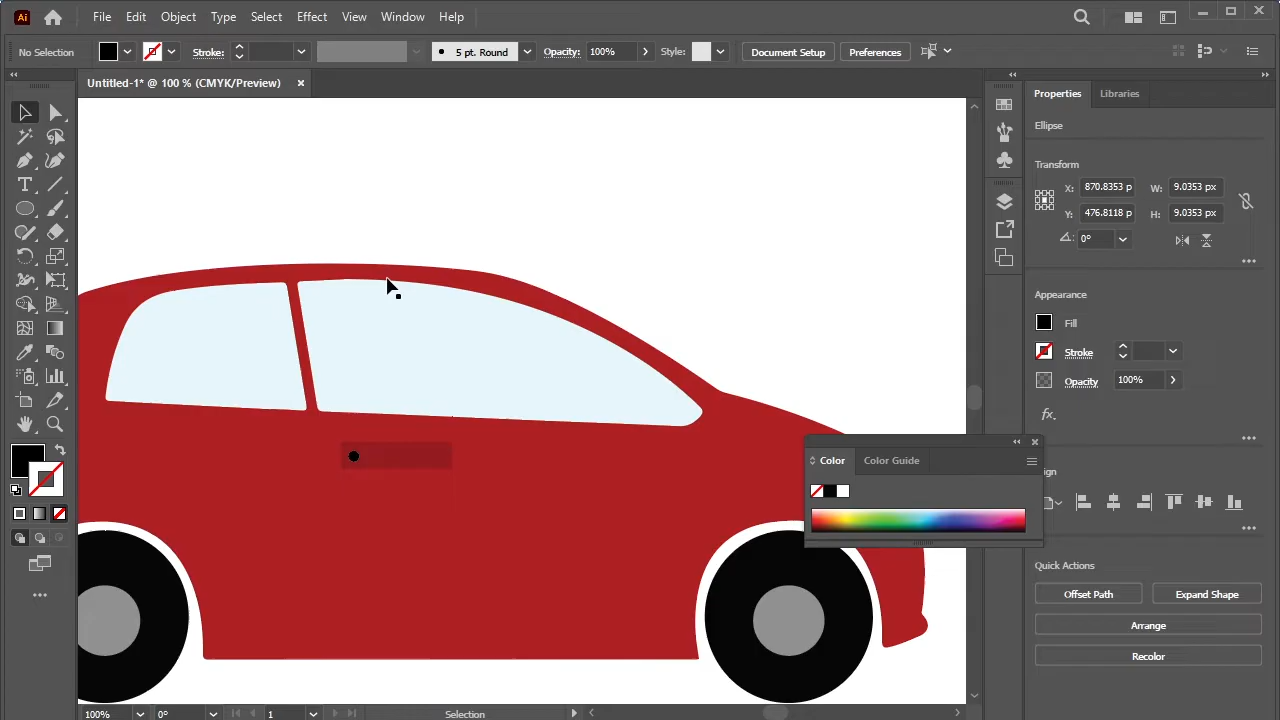 Ai File Edit Object Type Select Effect View Window Help
No Selection Stroke: 5 pt. Round Opacity: 100% Style: Document Setup Preferences
Untitled-1* @ 100 % (CMYK/Preview)
Properties Libraries
Ellipse
Transform
X: 870.8353 p W: 9.0353 px
Y: 476.8118 p H: 9.0353 px
0°
Appearance
Fill
Stroke
Opacity 100%
fx.
Color Color Guide
ign
Quick Actions
Offset Path Expand Shape
Arrange
Recolor
100% 0° 1 Selection